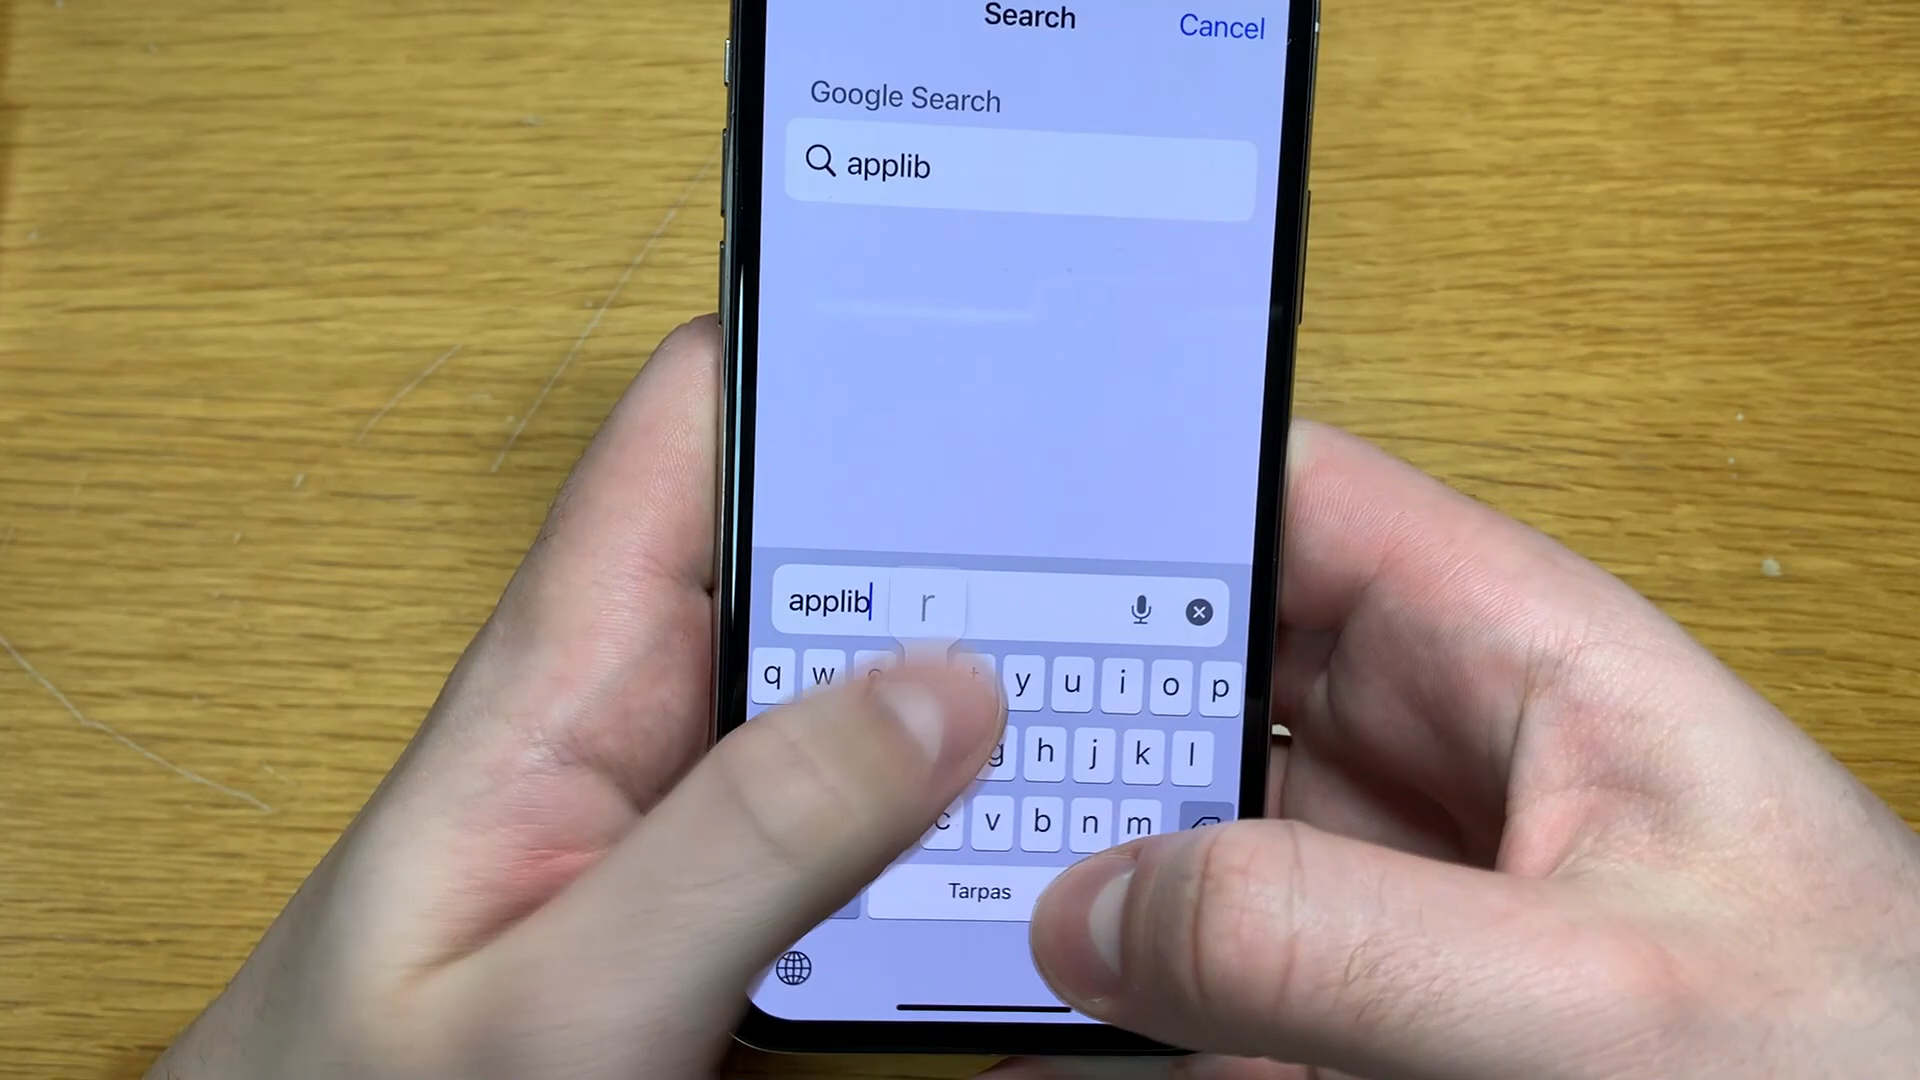 Search
Cancel
Google Search
applib
applib
r
q w y u i o p
g h j k l
c v b n m
Tarpas